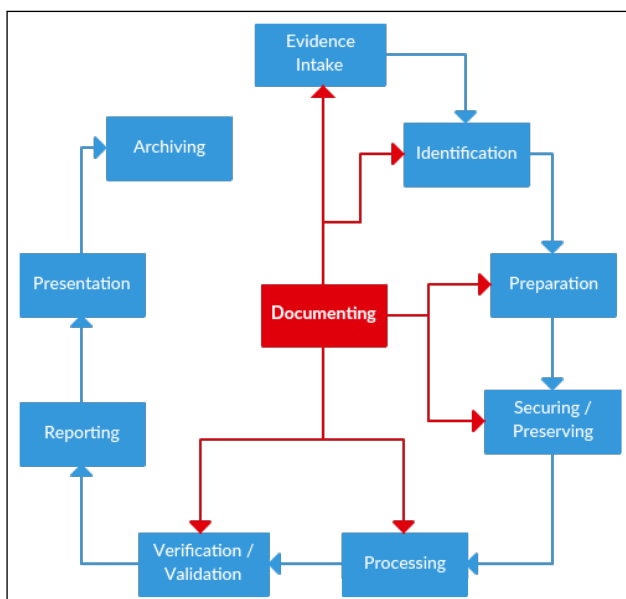 Evidence
Intake
Identification
Archiving
Presentation
Documenting
Preparation
Reporting
Securing /
Preserving
Verification /
Validation
Processing